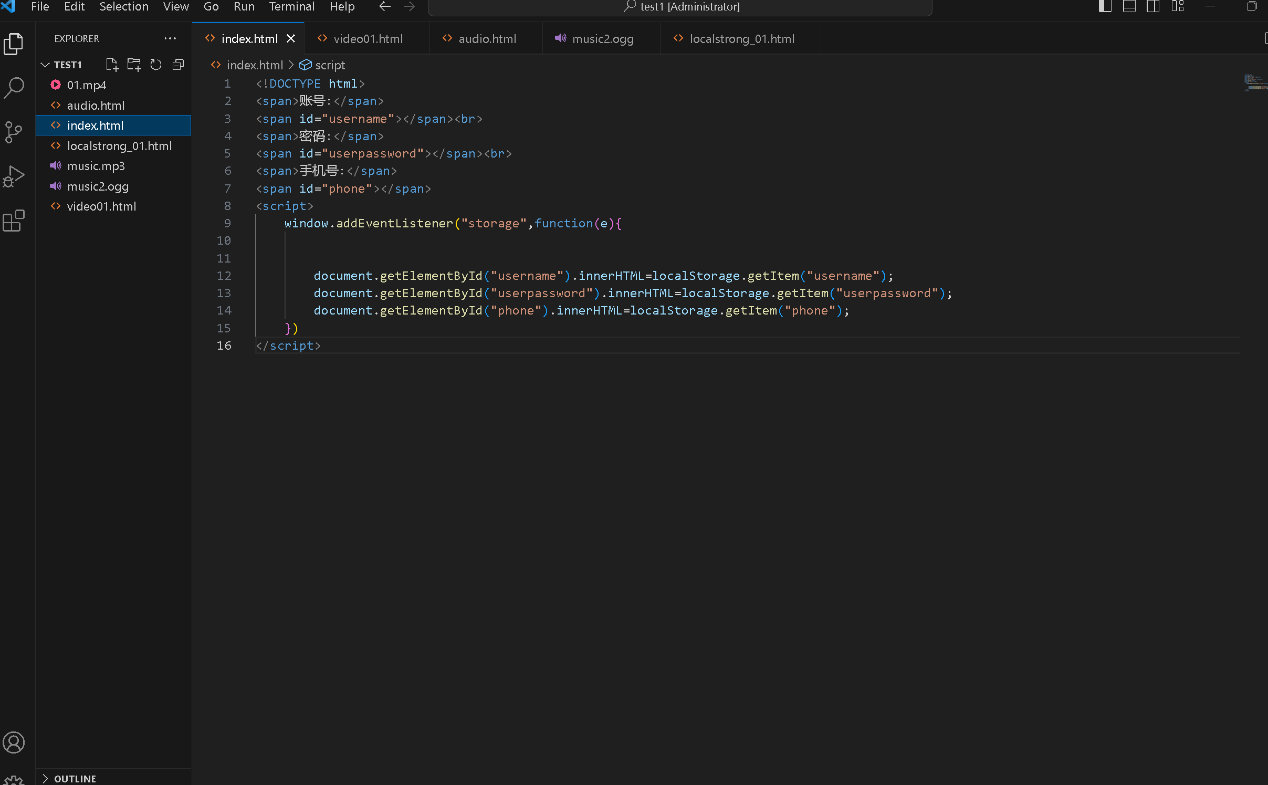 File Edit Selection View Go Run Terminal Help test1 [Administrator]
EXPLORER
TEST1
01.mp4
audio.html
index.html
localstrong_01.html
music.mp3
music2.ogg
video01.html
OUTLINE
index.html video01.html audio.html music2.ogg localstrong_01.html
index.html > script
1 <!DOCTYPE html>
2 <span>账号:</span>
3 <span id="username"></span><br>
4 <span>密码:</span>
5 <span id="userpassword"></span><br>
6 <span>手机号:</span>
7 <span id="phone"></span>
8 <script>
9 window.addEventListener("storage",function(e){
10
11
12 document.getElementById("username").innerHTML=localStorage.getItem("username");
13 document.getElementById("userpassword").innerHTML=localStorage.getItem("userpassword");
14 document.getElementById("phone").innerHTML=localStorage.getItem("phone");
15 })
16 </script>